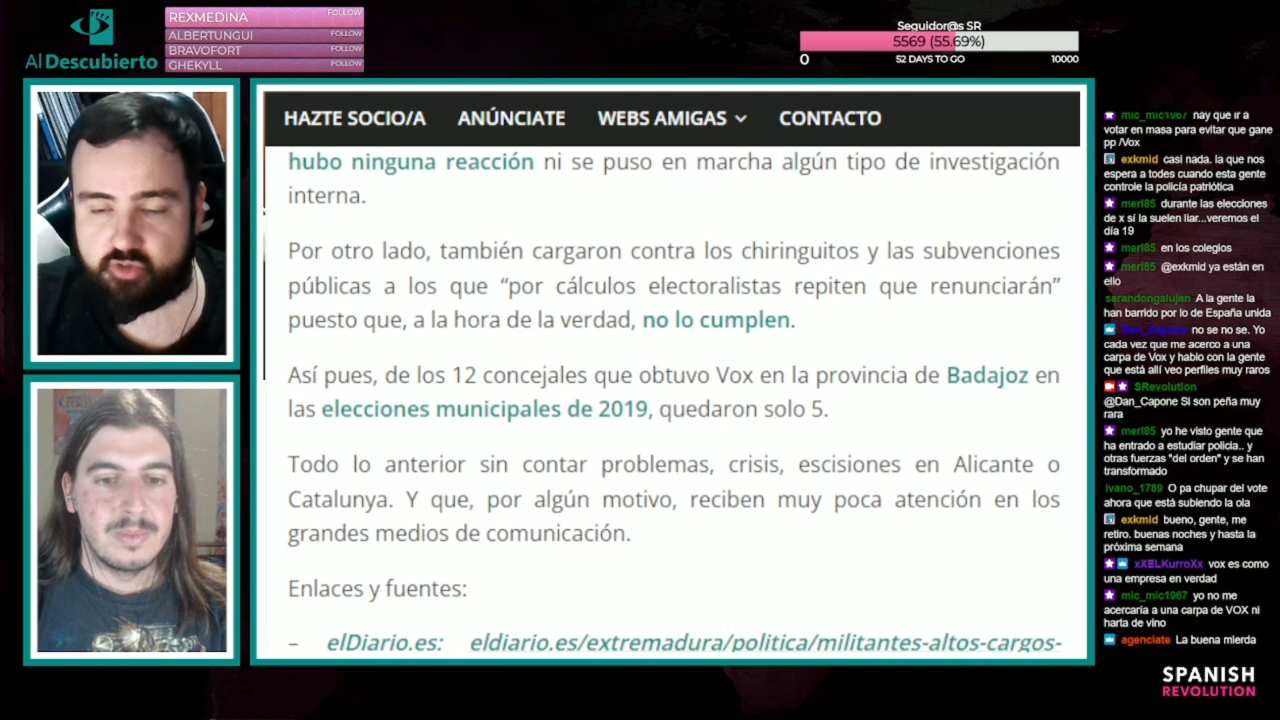 Al Descubierto
REXMEDINA FOLLOW
ALBERTUNGUI FOLLOW
BRAVOFORT FOLLOW
GHEKYLL FOLLOW
Seguidor@s SR
5569 (55.69%)
0 52 DAYS TO GO 10000
HAZTE SOCIO/A ANÚNCIATE WEBS AMIGAS CONTACTO
hubo ninguna reacción ni se puso en marcha algún tipo de investigación
interna.
Por otro lado, también cargaron contra los chiringuitos y las subvenciones
públicas a los que “por cálculos electoralistas repiten que renunciarán”
puesto que, a la hora de la verdad, no lo cumplen.
Así pues, de los 12 concejales que obtuvo Vox en la provincia de Badajoz en
las elecciones municipales de 2019, quedaron solo 5.
Todo lo anterior sin contar problemas, crisis, escisiones en Alicante o
Catalunya. Y que, por algún motivo, reciben muy poca atención en los
grandes medios de comunicación.
Enlaces y fuentes:
– elDiario.es: eldiario.es/extremadura/politica/militantes-altos-cargos-
mic_mic1967 nay que ir a
votar en masa para evitar que gane
pp /Vox
exkmid casi nada. la que nos
espera a todes cuando esta gente
controle la policía patriótica
merl85 durante las elecciones
de x sí la suelen liar...veremos el
día 19
merl85 en los colegios
merl85 @exkmid ya están en
ello
sarandongalujan A la gente la
han barrido por lo de España unida
Dan_Capone no se no se. Yo
cada vez que me acerco a una
carpa de Vox y hablo con la gente
que está allí veo perfiles muy raros
SRevolution
@Dan_Capone Si son peña muy
rara
merl85 yo he visto gente que
ha entrado a estudiar policia.. y
otras fuerzas "del orden" y se han
transformado
ivano_1789 O pa chupar del vote
ahora que está subiendo la ola
exkmid bueno, gente, me
retiro. buenas noches y hasta la
próxima semana
xXELKurroXx vox es como
una empresa en verdad
mic_mic1967 yo no me
acercaría a una carpa de VOX ni
harta de vino
agenciate La buena mierda
SPANISH
REVOLUTION